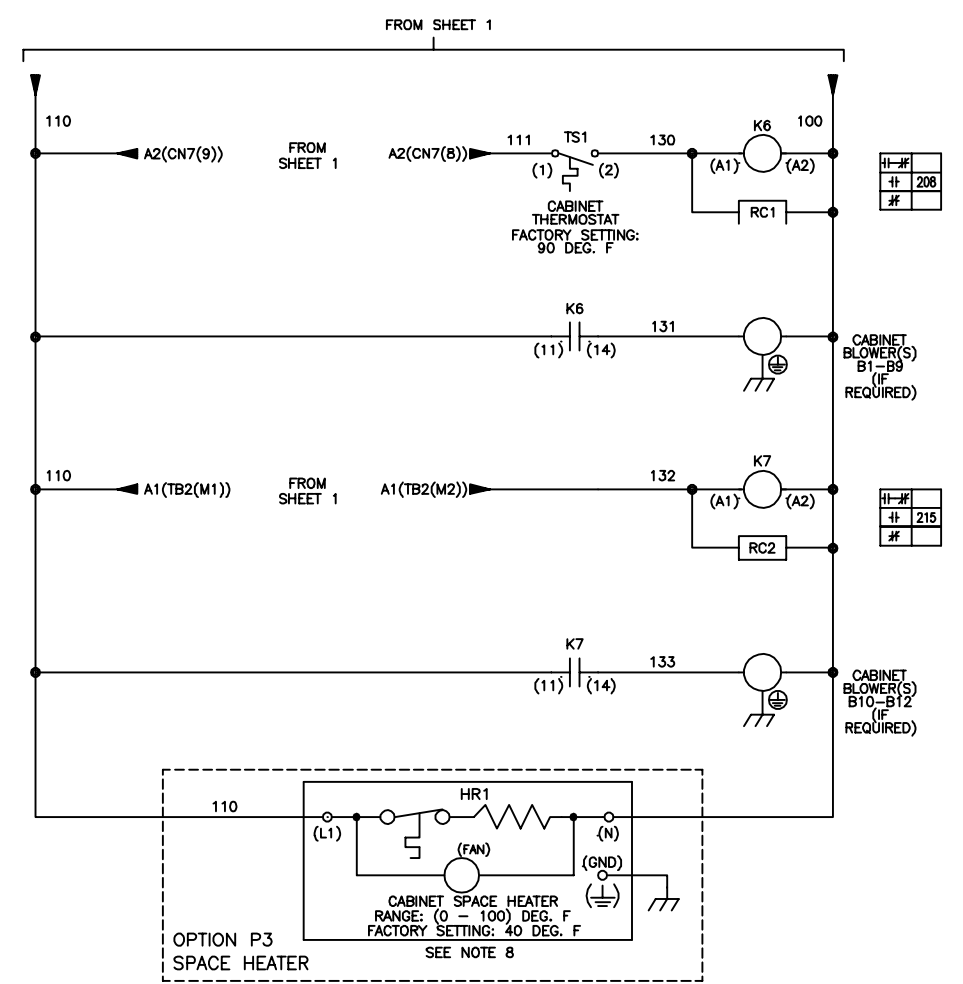 FROM SHEET 1
110
100
A2(CN7(9))
FROM
SHEET 1
A2(CN7(8))
111
TS1
(1)
(2)
130
K6
(A1)
(A2)
RC1
CABINET
THERMOSTAT
FACTORY SETTING:
90 DEG. F
208
K6
(11)
(14)
131
CABINET
BLOWER(S)
B1-B9
(IF
REQUIRED)
110
A1(TB2(M1))
FROM
SHEET 1
A1(TB2(M2))
132
K7
(A1)
(A2)
RC2
215
K7
(11)
(14)
133
CABINET
BLOWER(S)
B10-B12
(IF
REQUIRED)
110
HR1
(L1)
(N)
(FAN)
(GND)
CABINET SPACE HEATER
RANGE: (0 - 100) DEG. F
FACTORY SETTING: 40 DEG. F
SEE NOTE 8
OPTION P3
SPACE HEATER